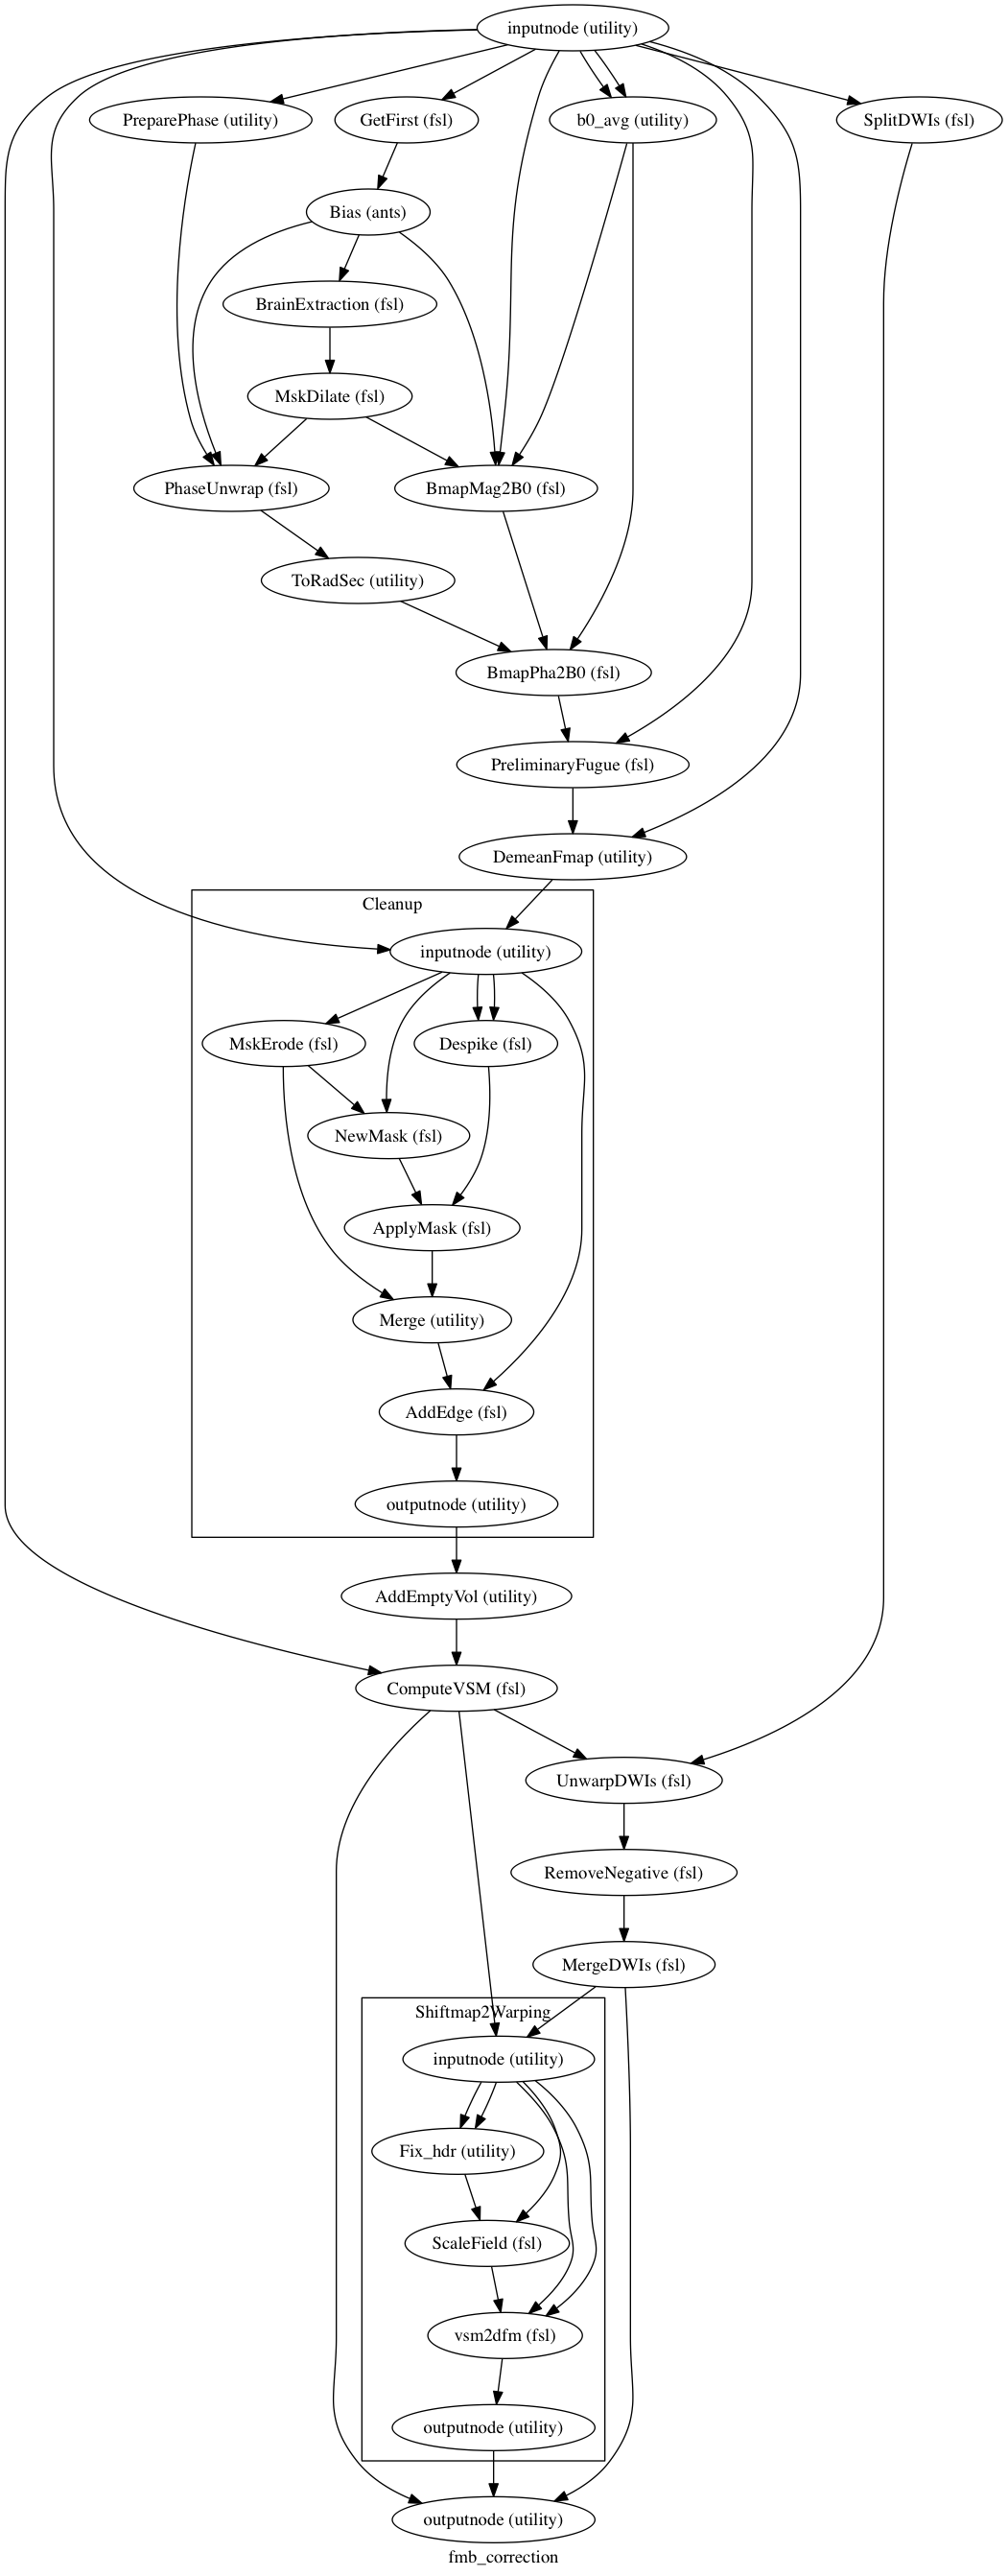 inputnode (utility)
PreparePhase (utility)
GetFirst (fsl)
b0_avg (utility)
SplitDWIs (fsl)
Bias (ants)
BrainExtraction (fsl)
MskDilate (fsl)
PhaseUnwrap (fsl)
BmapMag2B0 (fsl)
ToRadSec (utility)
BmapPha2B0 (fsl)
PreliminaryFugue (fsl)
DemeanFmap (utility)
Cleanup
inputnode (utility)
MskErode (fsl)
Despike (fsl)
NewMask (fsl)
ApplyMask (fsl)
Merge (utility)
AddEdge (fsl)
outputnode (utility)
AddEmptyVol (utility)
ComputeVSM (fsl)
UnwarpDWIs (fsl)
RemoveNegative (fsl)
MergeDWIs (fsl)
Shiftmap2Warping
inputnode (utility)
Fix_hdr (utility)
ScaleField (fsl)
vsm2dfm (fsl)
outputnode (utility)
outputnode (utility)
fmb_correction